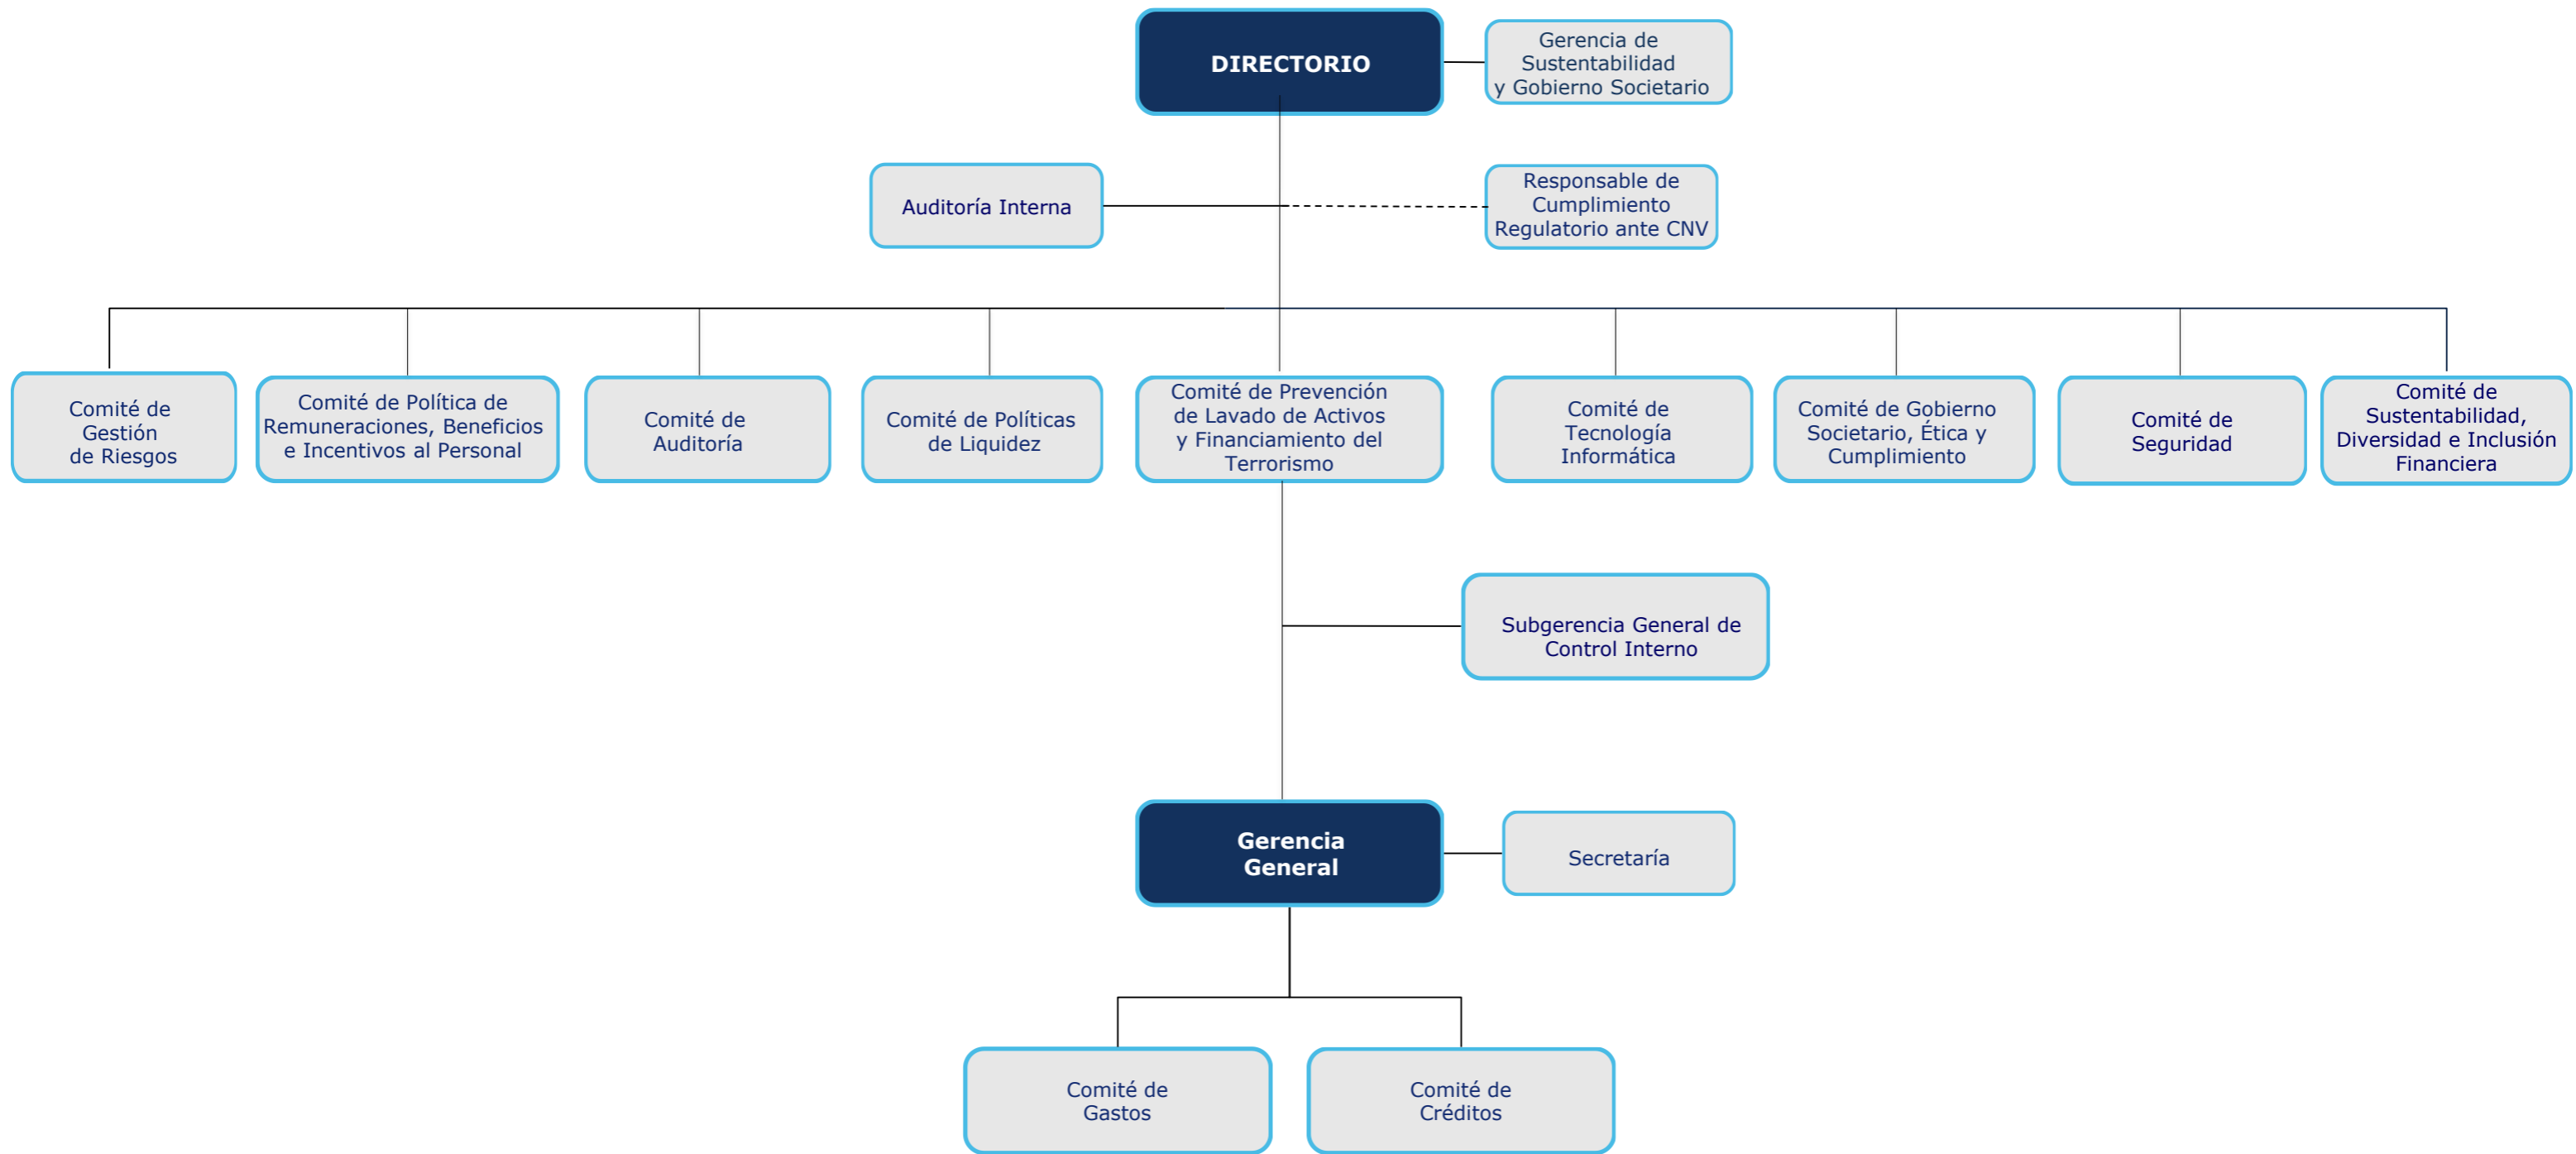 DIRECTORIO
Gerencia de
Sustentabilidad
y Gobierno Societario
Auditoría Interna
Responsable de
Cumplimiento
Regulatorio ante CNV
Comité de
Gestión
de Riesgos
Comité de Política de
Remuneraciones, Beneficios
e Incentivos al Personal
Comité de
Auditoría
Comité de Políticas
de Liquidez
Comité de Prevención
de Lavado de Activos
y Financiamiento del
Terrorismo
Comité de
Tecnología
Informática
Comité de Gobierno
Societario, Ética y
Cumplimiento
Comité de
Seguridad
Comité de
Sustentabilidad,
Diversidad e Inclusión
Financiera
Subgerencia General de
Control Interno
Gerencia
General
Secretaría
Comité de
Gastos
Comité de
Créditos